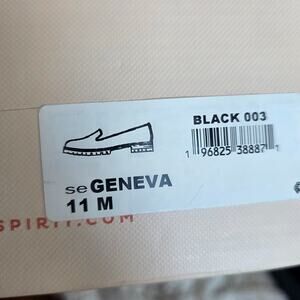 BLACK 003
1 96825 38887 1
seGENEVA
11 M
SPIRIT.COM